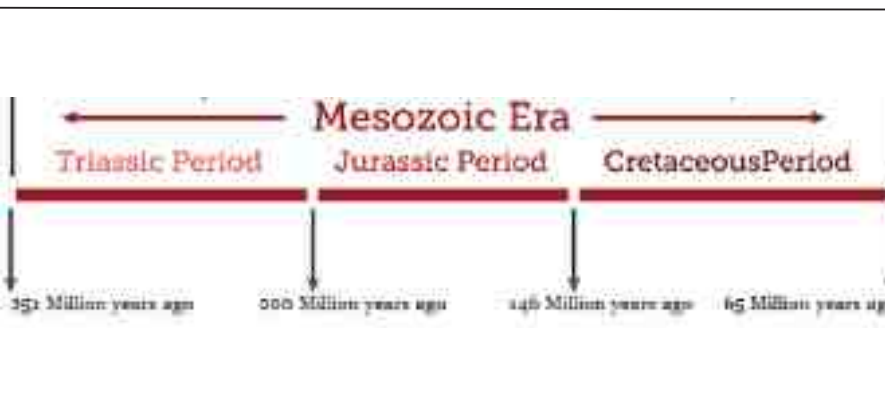 Mesozoic Era
Triassic Period Jurassic Period CretaceousPeriod
251 Million years ago 200 Million years ago 146 Million years ago 65 Million years ag